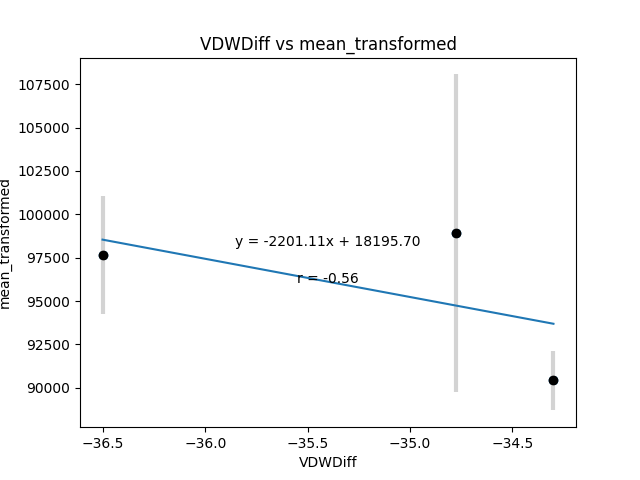 VDWDiff vs mean_transformed
107500
105000
102500
100000
97500
95000
92500
90000
mean_transformed
y = -2201.11x + 18195.70
r = -0.56
−36.5
−36.0
−35.5
−35.0
−34.5
VDWDiff